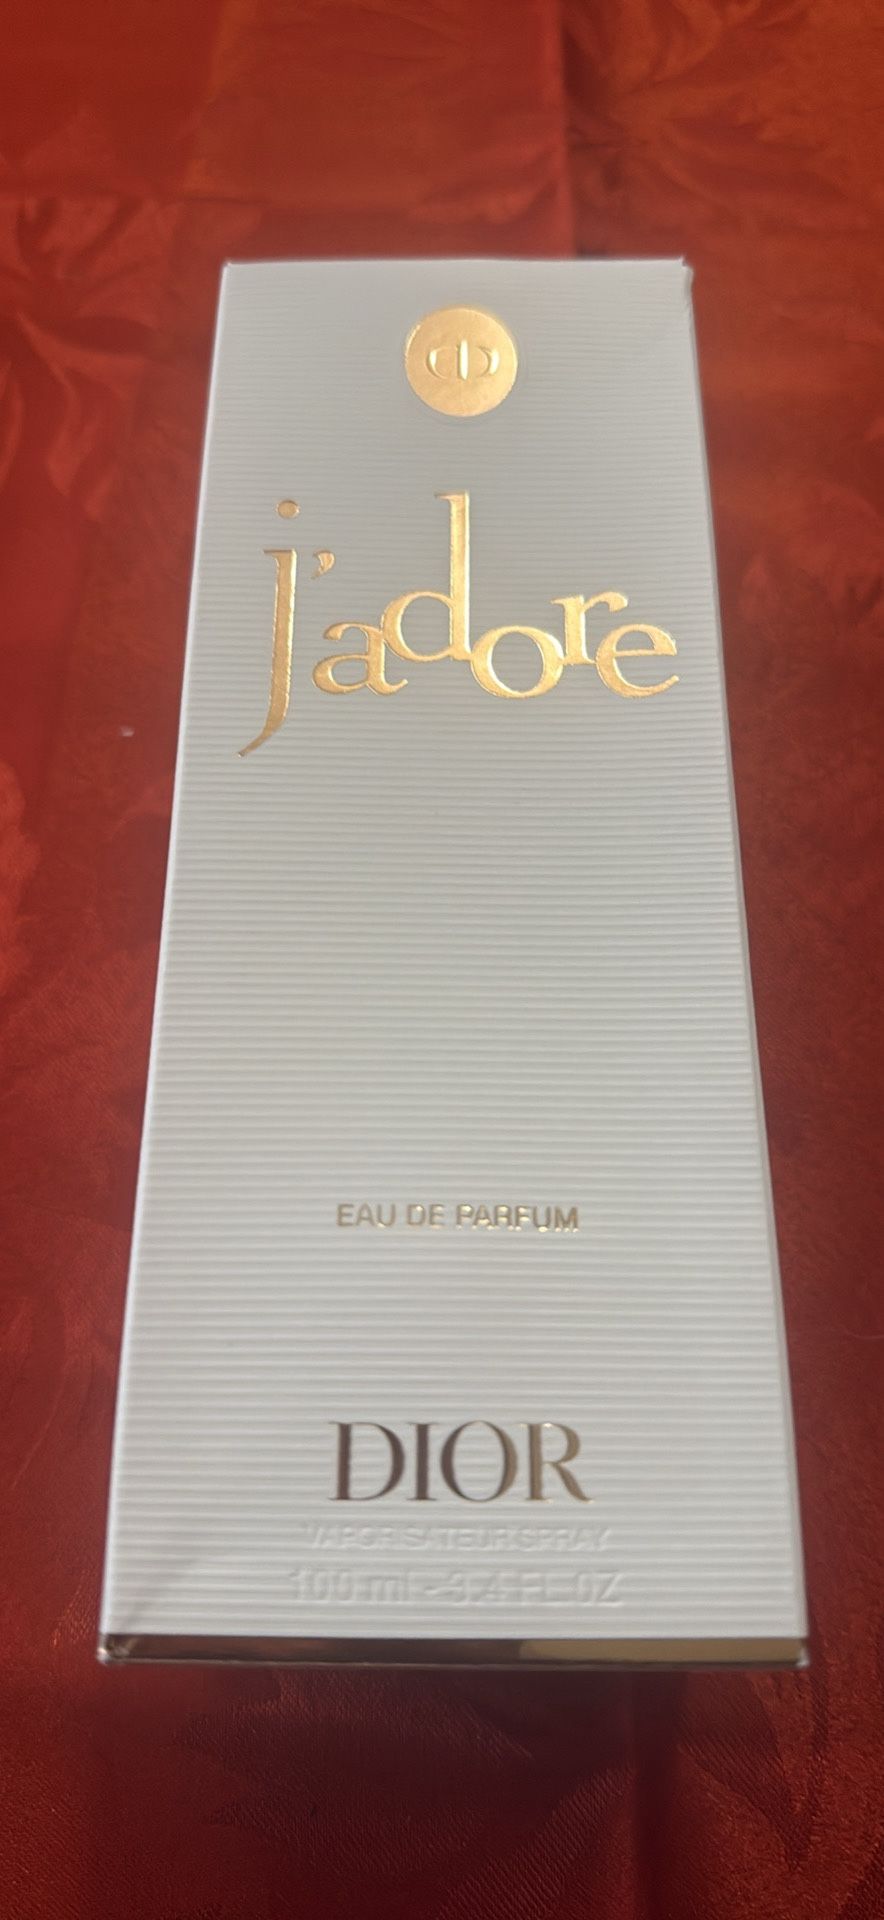 CD
j'adore
EAU DE PARFUM
DIOR
VAPORISATEUR SPRAY
100 ml - 3.4 FL.OZ